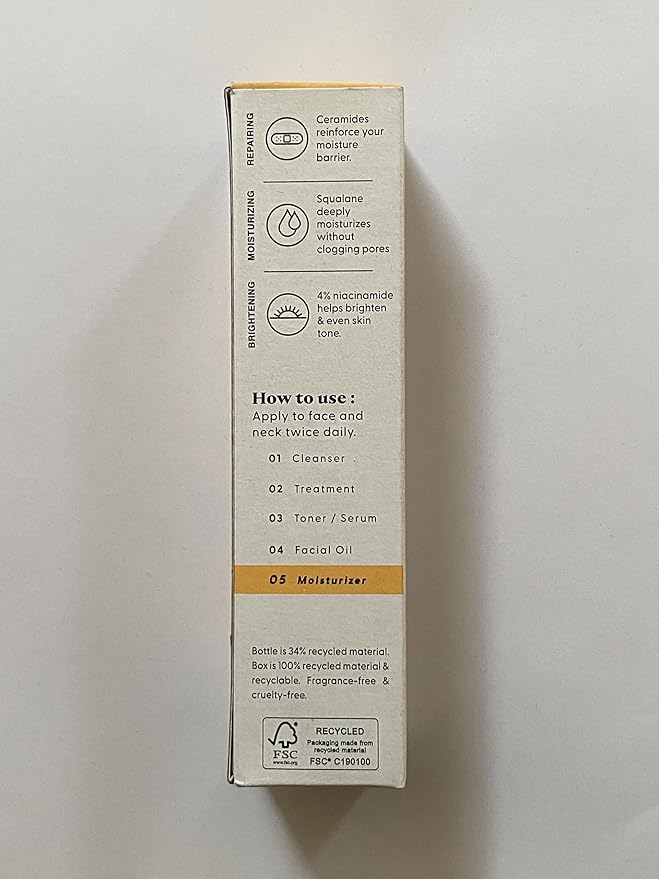 REPAIRING
Ceramides
reinforce your
moisture
barrier.
MOISTURIZING
Squalane
deeply
moisturizes
without
clogging pores
BRIGHTENING
4% niacinamide
helps brighten
& even skin
tone.
How to use :
Apply to face and
neck twice daily.
01 Cleanser
02 Treatment
03 Toner / Serum
04 Facial Oil
05 Moisturizer
Bottle is 34% recycled material.
Box is 100% recycled material &
recyclable. Fragrance-free &
cruelty-free.
FSC
www.fsc.org
RECYCLED
Packaging made from
recycled material
FSC® C190100